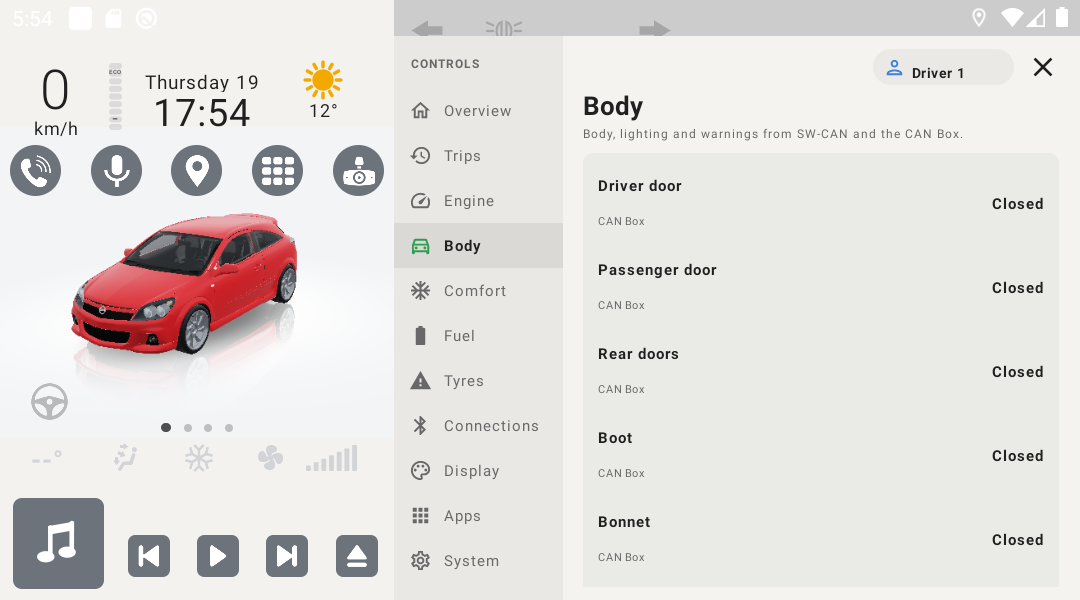 5:54
0
km/h
ECO
Thursday 19
17:54
12°
--°
CONTROLS
Overview
Trips
Engine
Body
Comfort
Fuel
Tyres
Connections
Display
Apps
System
Driver 1
Body
Body, lighting and warnings from SW-CAN and the CAN Box.
Driver door
CAN Box
Closed
Passenger door
CAN Box
Closed
Rear doors
CAN Box
Closed
Boot
CAN Box
Closed
Bonnet
CAN Box
Closed